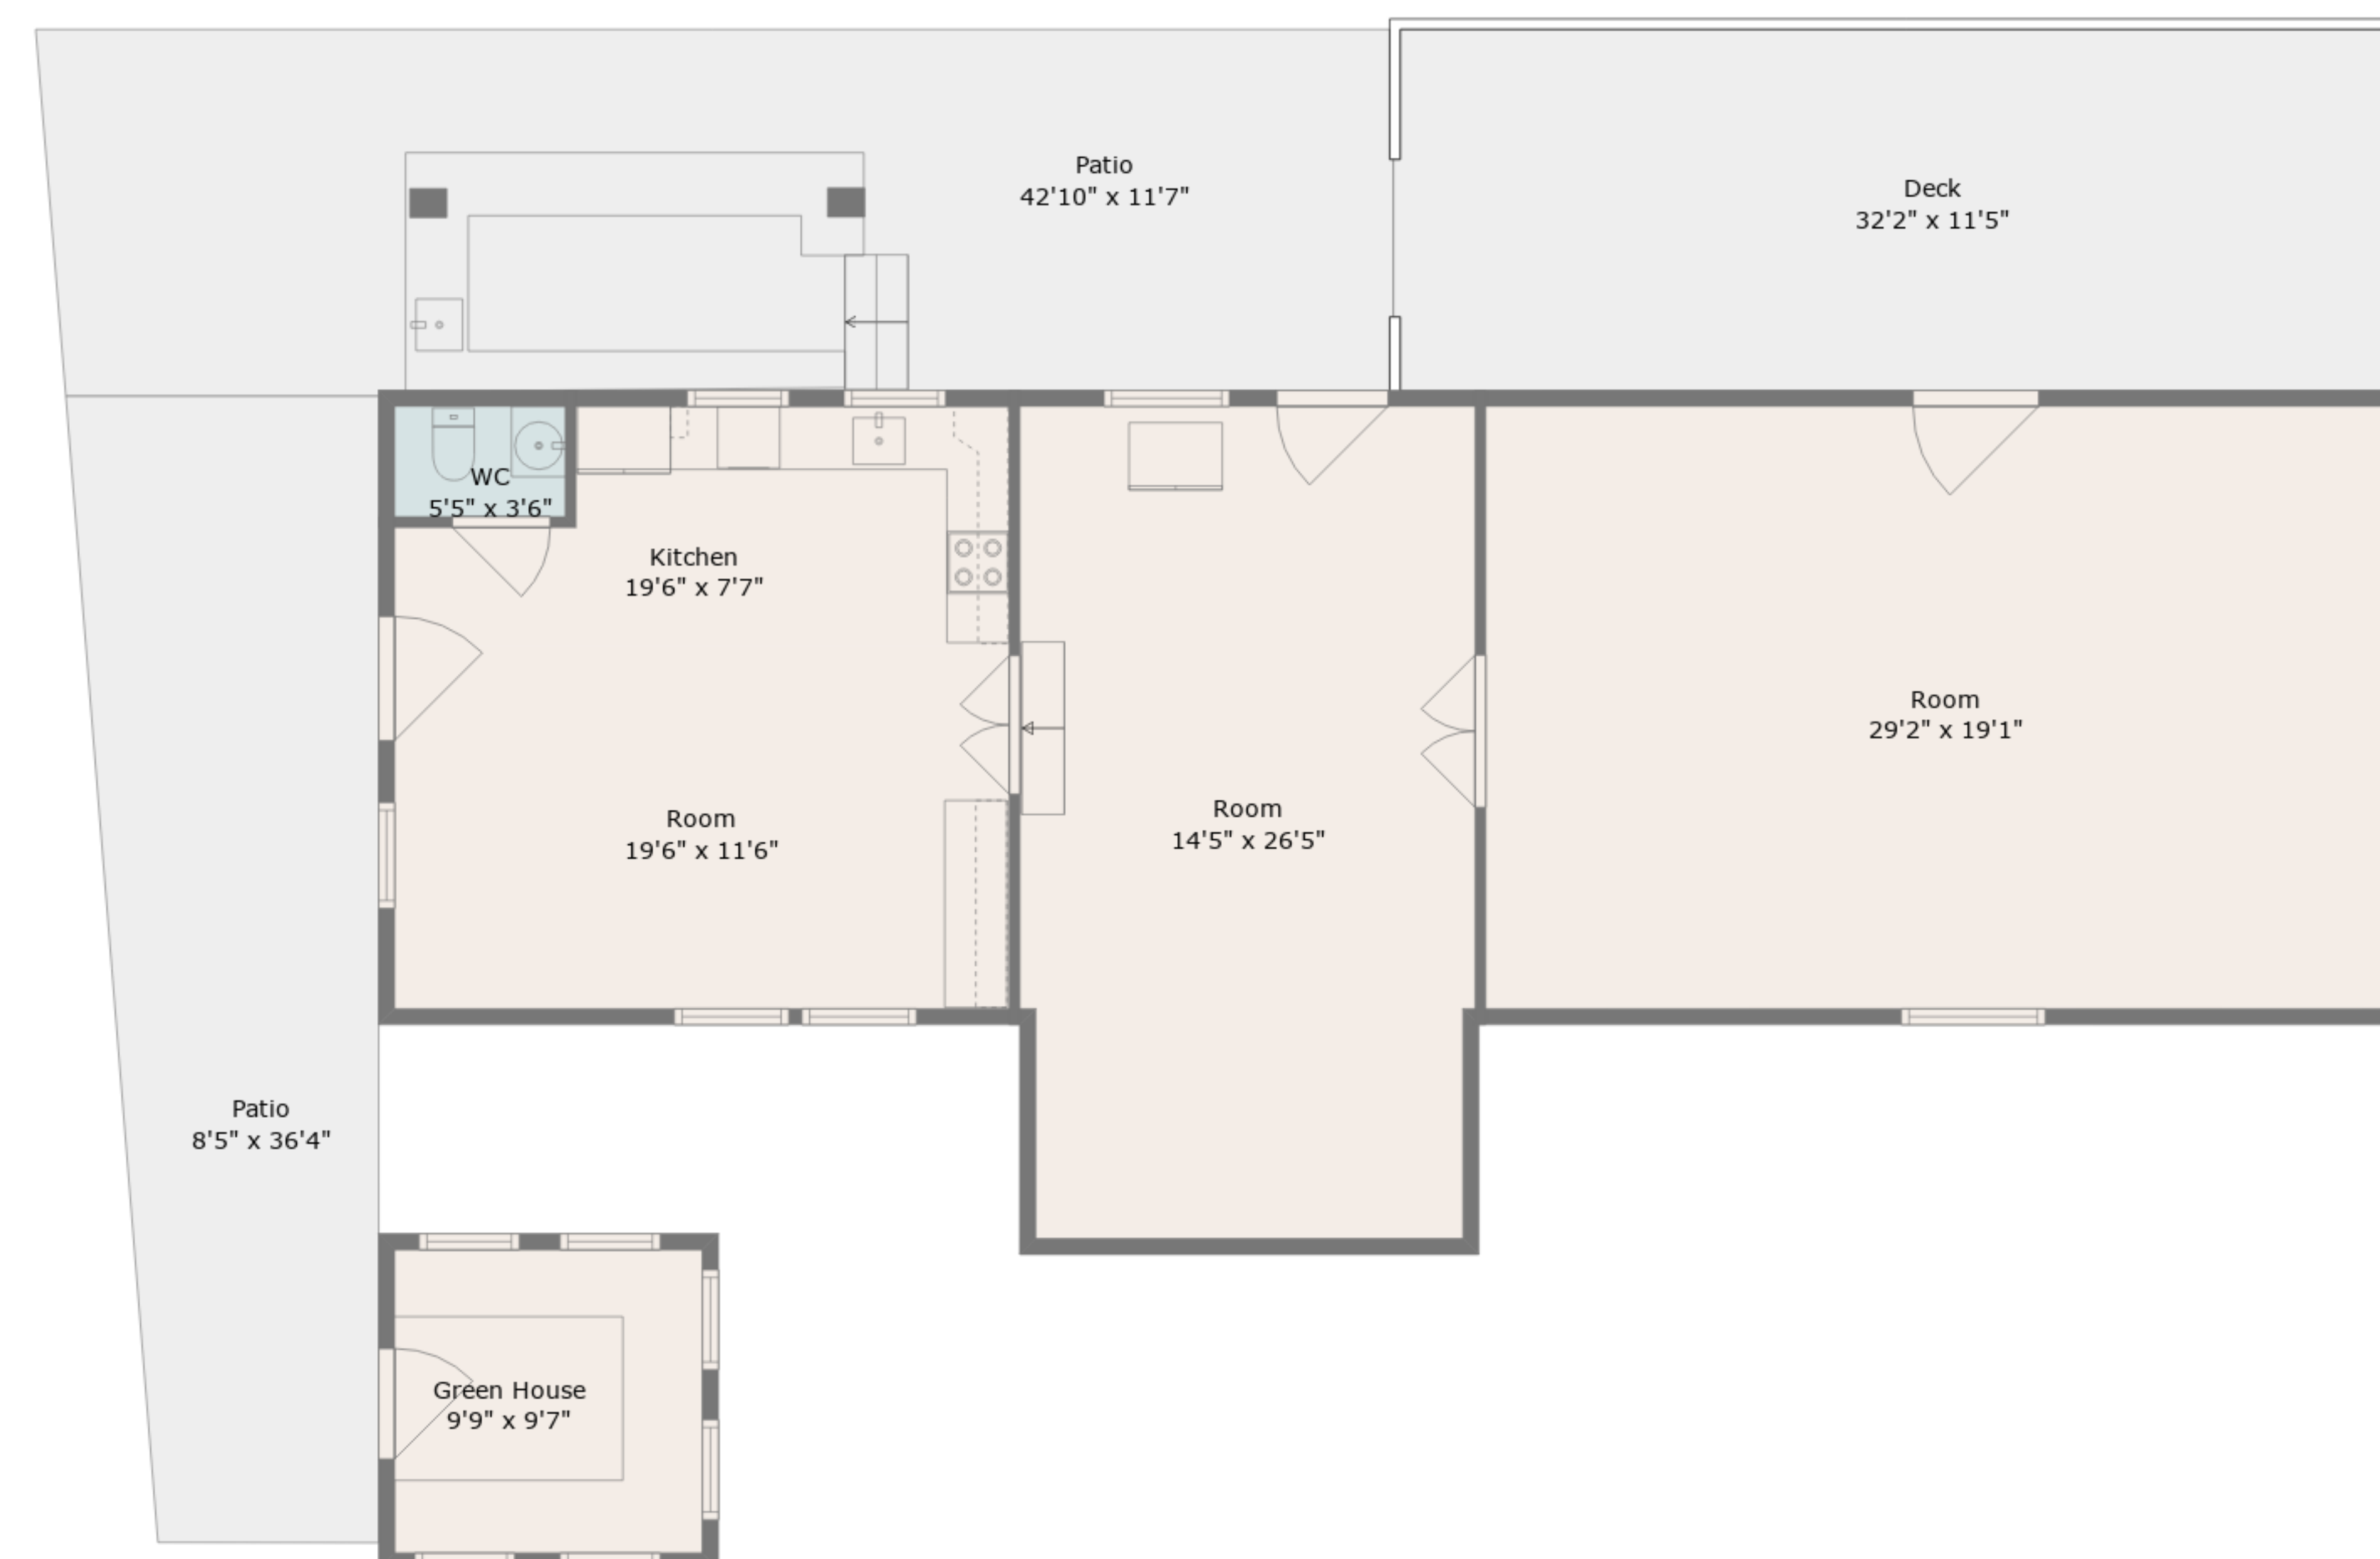 Patio
42'10" x 11'7"
Deck
32'2" x 11'5"
WC
5'5" x 3'6"
Kitchen
19'6" x 7'7"
Room
29'2" x 19'1"
Room
19'6" x 11'6"
Room
14'5" x 26'5"
Patio
8'5" x 36'4"
Green House
9'9" x 9'7"